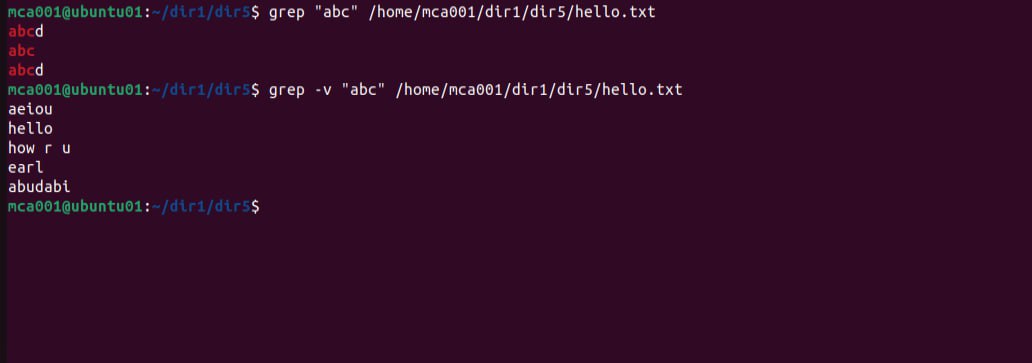 mca001@ubuntu01:~/dir1/dir5$ grep "abc" /home/mca001/dir1/dir5/hello.txt
abcd
abc
abcd
mca001@ubuntu01:~/dir1/dir5$ grep -v "abc" /home/mca001/dir1/dir5/hello.txt
aeiou
hello
how r u
earl
abudabi
mca001@ubuntu01:~/dir1/dir5$